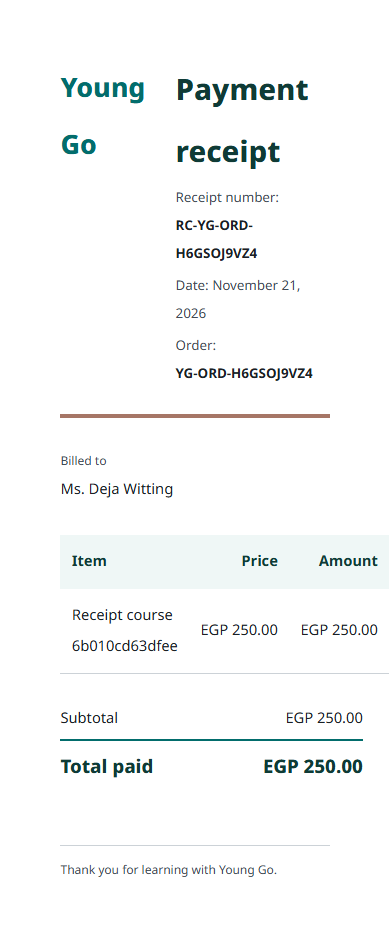 Young
Go
Payment
receipt
Receipt number:
RC-YG-ORD-
H6GSOJ9VZ4
Date: November 21,
2026
Order:
YG-ORD-H6GSOJ9VZ4
Billed to
Ms. Deja Witting
Item Price Amount
Receipt course
6b010cd63dfee
EGP 250.00 EGP 250.00
Subtotal EGP 250.00
Total paid EGP 250.00
Thank you for learning with Young Go.